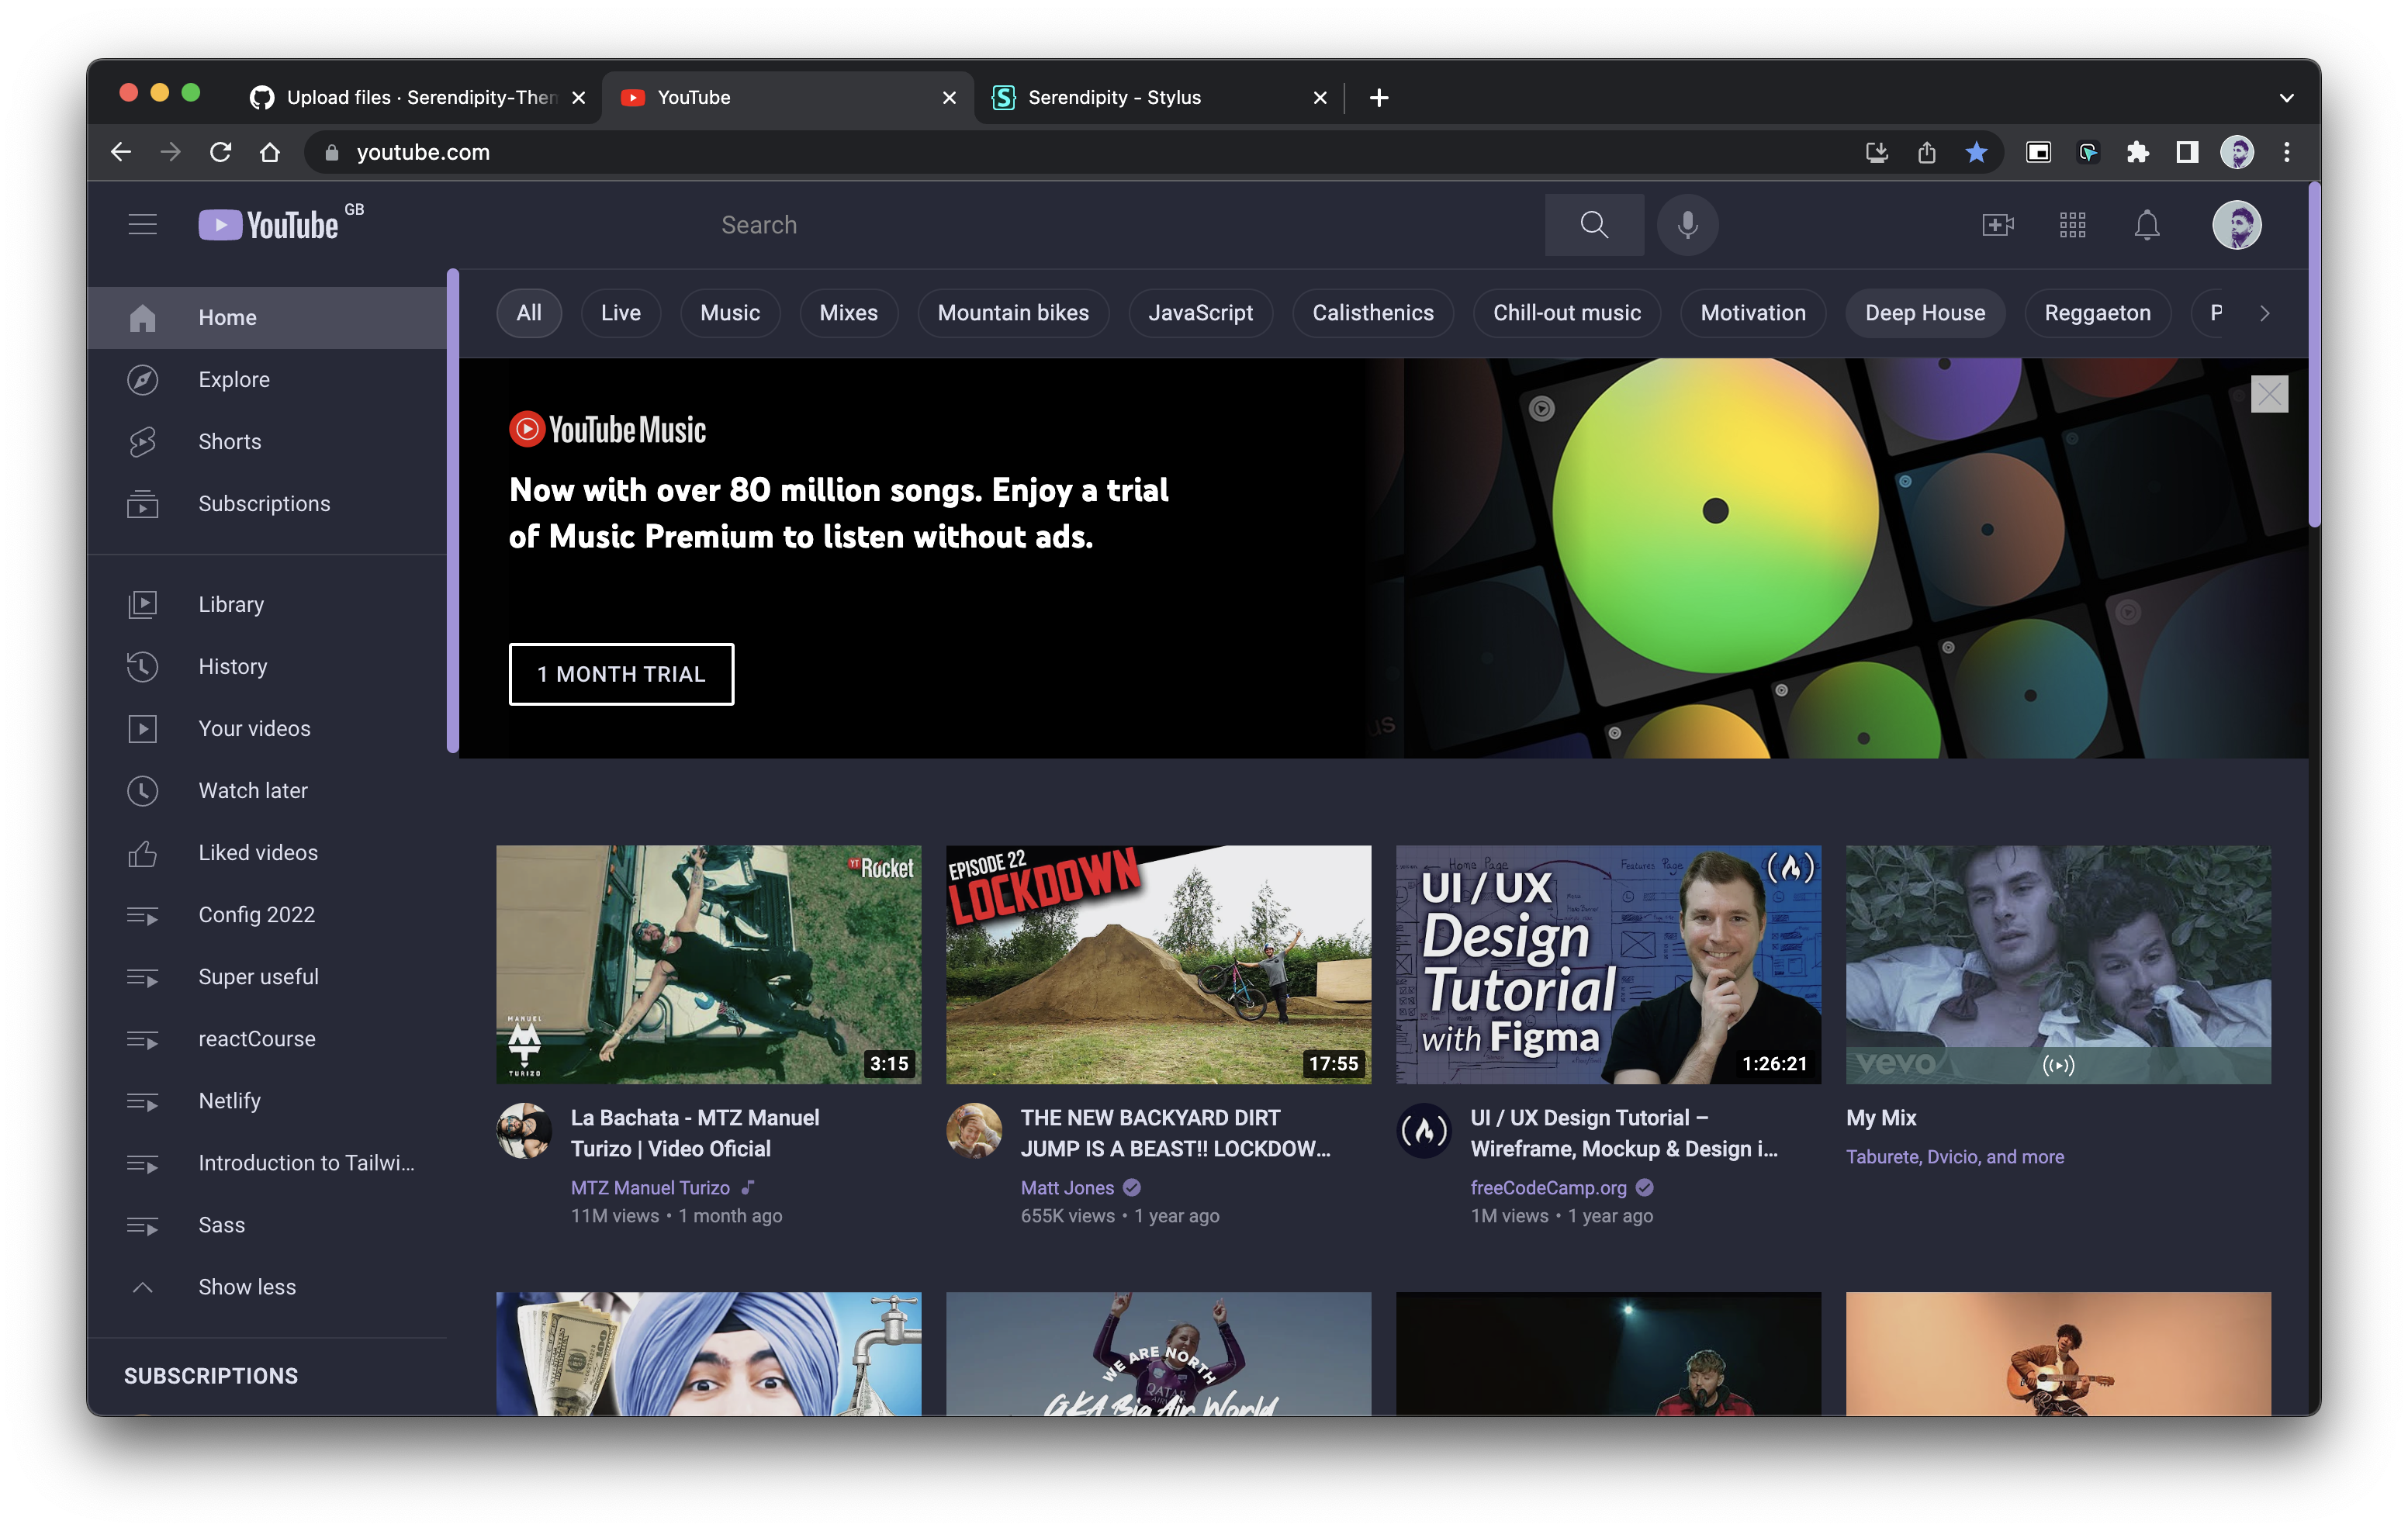 Upload files · Serendipity-Then
YouTube
Serendipity - Stylus
youtube.com
YouTube GB
Search
Home
Explore
Shorts
Subscriptions
Library
History
Your videos
Watch later
Liked videos
Config 2022
Super useful
reactCourse
Netlify
Introduction to Tailwi...
Sass
Show less
SUBSCRIPTIONS
All
Live
Music
Mixes
Mountain bikes
JavaScript
Calisthenics
Chill-out music
Motivation
Deep House
Reggaeton
YouTube Music
Now with over 80 million songs. Enjoy a trial
of Music Premium to listen without ads.
1 MONTH TRIAL
us
YT Rocket
MANUEL
TURIZO
3:15
La Bachata - MTZ Manuel
Turizo | Video Oficial
MTZ Manuel Turizo
11M views • 1 month ago
EPISODE 22
LOCKDOWN
17:55
THE NEW BACKYARD DIRT
JUMP IS A BEAST!! LOCKDOW...
Matt Jones
655K views • 1 year ago
Home Page
Features Page
UI / UX
Design
Tutorial
with Figma
1:26:21
UI / UX Design Tutorial –
Wireframe, Mockup & Design i...
freeCodeCamp.org
1M views • 1 year ago
vevo
My Mix
Taburete, Dvicio, and more
WE ARE NORTH
QATAR
GKA Big Air World